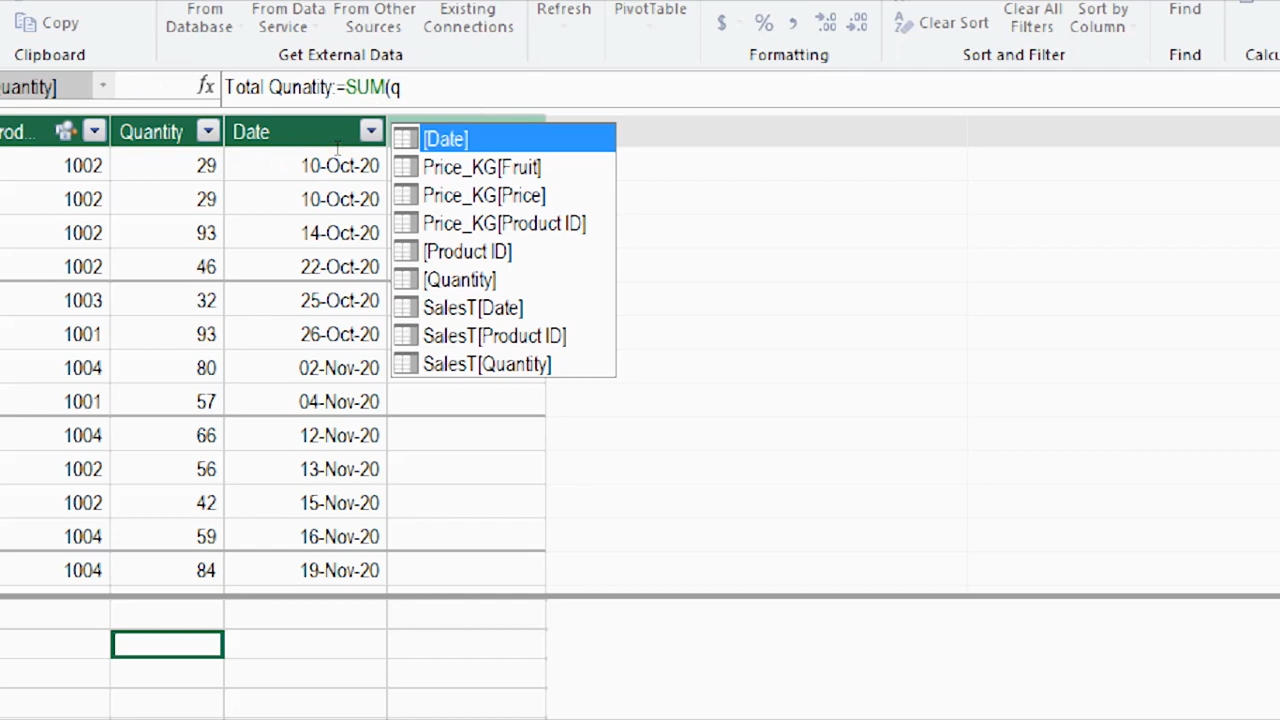 Copy
From Database
From Data Service
From Other Sources
Existing Connections
Refresh
PivotTable
$ % , .00 .00
Clear Sort
Clear All Filters
Sort by Column
Find
Clipboard
Get External Data
Formatting
Sort and Filter
Find
Calcu
uantity] fx Total Qunatity:=SUM(q
rod... Quantity Date
1002 29 10-Oct-20
1002 29 10-Oct-20
1002 93 14-Oct-20
1002 46 22-Oct-20
1003 32 25-Oct-20
1001 93 26-Oct-20
1004 80 02-Nov-20
1001 57 04-Nov-20
1004 66 12-Nov-20
1002 56 13-Nov-20
1002 42 15-Nov-20
1004 59 16-Nov-20
1004 84 19-Nov-20
[Date]
Price_KG[Fruit]
Price_KG[Price]
Price_KG[Product ID]
[Product ID]
[Quantity]
SalesT[Date]
SalesT[Product ID]
SalesT[Quantity]